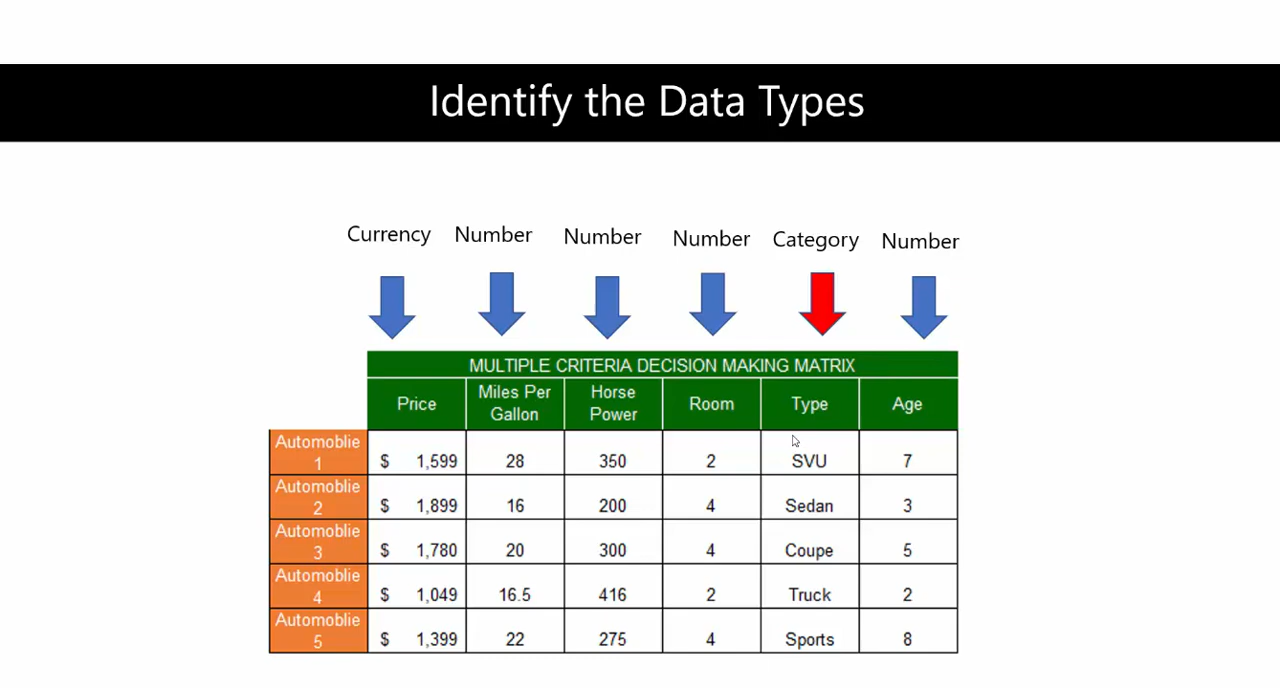 Identify the Data Types
Currency Number Number Number Category Number
MULTIPLE CRITERIA DECISION MAKING MATRIX
Price Miles Per Gallon Horse Power Room Type Age
Automoblie 1 $ 1,599 28 350 2 SVU 7
Automoblie 2 $ 1,899 16 200 4 Sedan 3
Automoblie 3 $ 1,780 20 300 4 Coupe 5
Automoblie 4 $ 1,049 16.5 416 2 Truck 2
Automoblie 5 $ 1,399 22 275 4 Sports 8